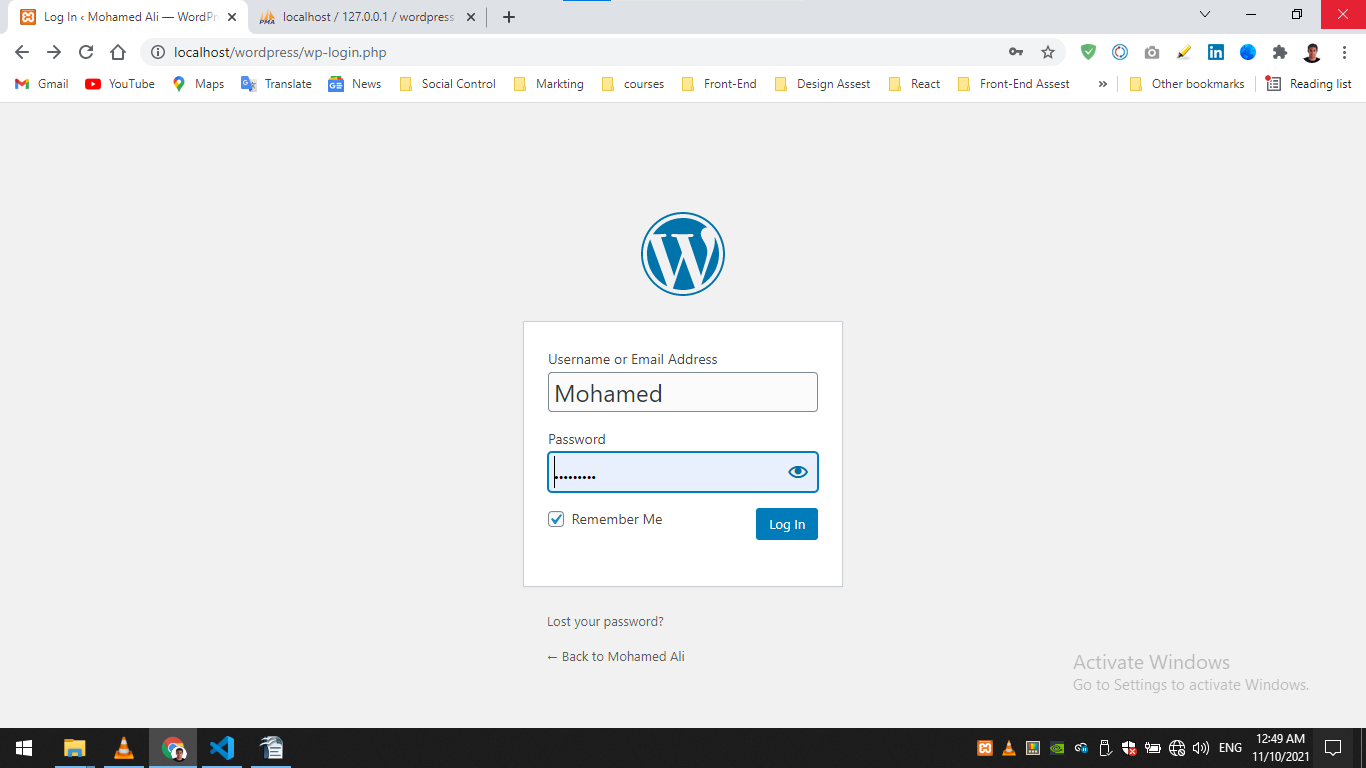 Log In ‹ Mohamed Ali — WordPr
localhost / 127.0.0.1 / wordpress
localhost/wordpress/wp-login.php
Gmail YouTube Maps Translate News Social Control Markting courses Front-End Design Assest React Front-End Assest » Other bookmarks Reading list
Username or Email Address
Mohamed
Password
•••••••••
Remember Me
Log In
Lost your password?
← Back to Mohamed Ali
Activate Windows
Go to Settings to activate Windows.
ENG
12:49 AM
11/10/2021